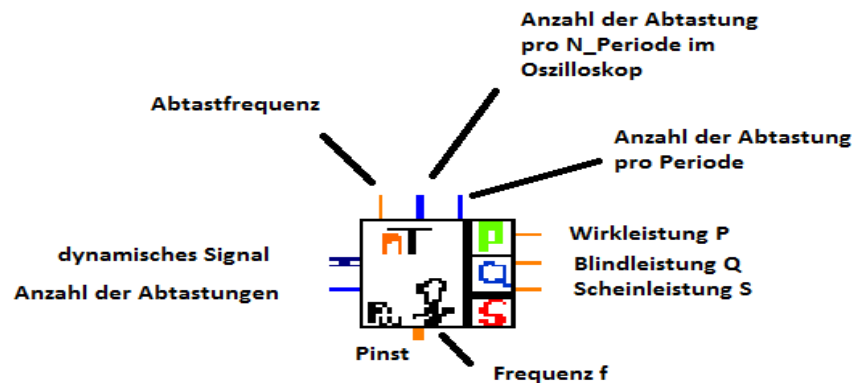 Anzahl der Abtastung
pro N_Periode im
Oszilloskop
Abtastfrequenz
Anzahl der Abtastung
pro Periode
nT
P
Wirkleistung P
dynamisches Signal
Q
Blindleistung Q
Anzahl der Abtastungen
S
Scheinleistung S
Pinst
Frequenz f